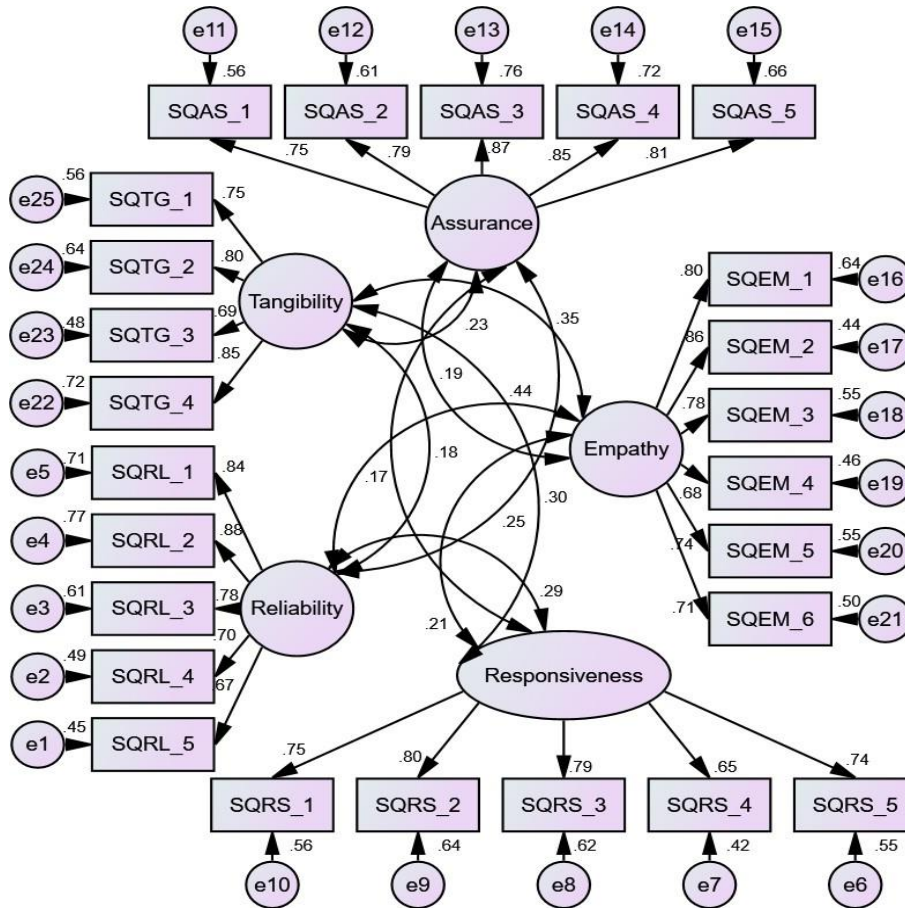 e11 e12 e13 e14 e15
.56 .61 .76 .72 .66
SQAS_1 SQAS_2 SQAS_3 SQAS_4 SQAS_5
.75 .79 .87 .85 .81
Assurance
e25 .56 SQTG_1 .75
e24 .64 SQTG_2 .80
e23 .48 SQTG_3 .69
e22 .72 SQTG_4 .85
Tangibility
.80 SQEM_1 .64 e16
.86 SQEM_2 .44 e17
.78 SQEM_3 .55 e18
.68 SQEM_4 .46 e19
.74 SQEM_5 .55 e20
.71 SQEM_6 .50 e21
Empathy
.23 .35
.19 .44
.17 .18 .30
.25
.21 .29
e5 .71 SQRL_1 .84
e4 .77 SQRL_2 .88
e3 .61 SQRL_3 .78
e2 .49 SQRL_4 .70
e1 .45 SQRL_5 .67
Reliability
Responsiveness
.75 .80 .79 .65 .74
SQRS_1 SQRS_2 SQRS_3 SQRS_4 SQRS_5
.56 .64 .62 .42 .55
e10 e9 e8 e7 e6